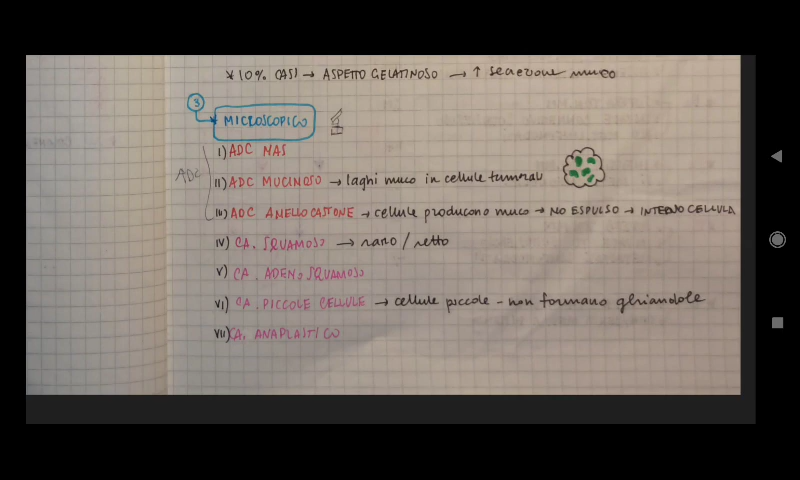 * 10% CASI → ASPETTO GELATINOSO → ↑ secrezione muco
3
MICROSCOPICO
ADC
I) ADC NAS
II) ADC MUCINOSO → laghi muco in cellule tumorali
III) ADC ANELLO CASTONE → cellule producono muco → NO ESPULSO → INTERNO CELLULA
IV) CA. SQUAMOSO → raro / retto
V) CA. ADENOSQUAMOSO
VI) CA. PICCOLE CELLULE → cellule piccole - non formano ghiandole
VII) CA. ANAPLASTICO